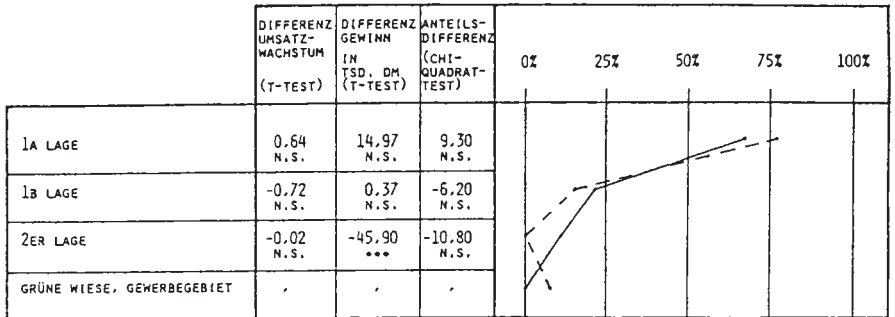 DIFFERENZ UMSATZ- WACHSTUM (T-TEST)
DIFFERENZ GEWINN IN TSD. DM (T-TEST)
ANTEILS- DIFFERENZ (CHI- QUADRAT- TEST)
0% 25% 50% 75% 100%
1A LAGE 0.64 14.97 9.30
N.S. N.S. N.S.
1B LAGE -0.72 0.37 -6.20
N.S. N.S. N.S.
2ER LAGE -0.02 -45.90 -10.80
N.S. *** N.S.
GRÜNE WIESE, GEWERBEGEBIET , , ,